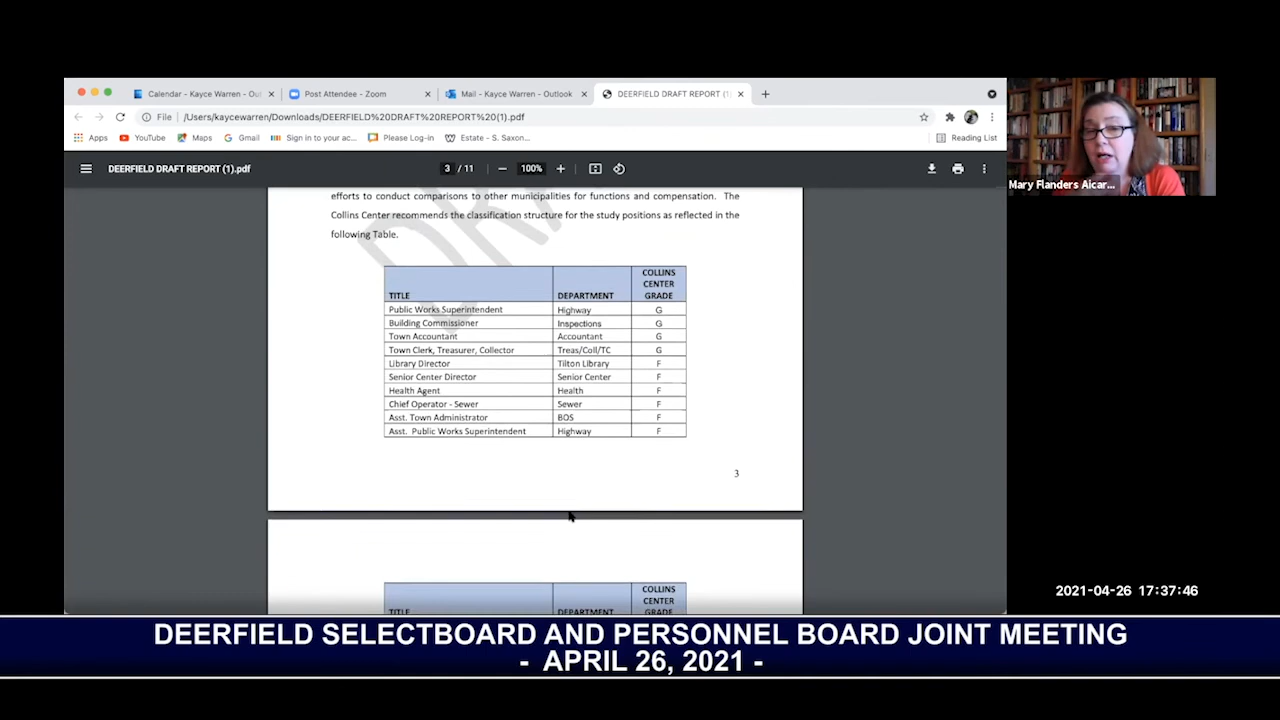 Calendar - Kayce Warren - Out
Post Attendee - Zoom
Mail - Kayce Warren - Outlook
DEERFIELD DRAFT REPORT (1)
File | /Users/kaycewarren/Downloads/DEERFIELD%20DRAFT%20REPORT%20(1).pdf
Apps YouTube Maps Gmail Sign in to your ac... Please Log-in Estate - S. Saxon... Reading List
DEERFIELD DRAFT REPORT (1).pdf 3 / 11 100%
Mary Flanders Aicar...
efforts to conduct comparisons to other municipalities for functions and compensation. The
Collins Center recommends the classification structure for the study positions as reflected in the
following Table.
TITLE DEPARTMENT COLLINS CENTER GRADE
Public Works Superintendent Highway G
Building Commissioner Inspections G
Town Accountant Accountant G
Town Clerk, Treasurer, Collector Treas/Coll/TC G
Library Director Tilton Library F
Senior Center Director Senior Center F
Health Agent Health F
Chief Operator - Sewer Sewer F
Asst. Town Administrator BOS F
Asst. Public Works Superintendent Highway F
3
TITLE DEPARTMENT COLLINS CENTER GRADE
2021-04-26 17:37:46
DEERFIELD SELECTBOARD AND PERSONNEL BOARD JOINT MEETING
- APRIL 26, 2021 -